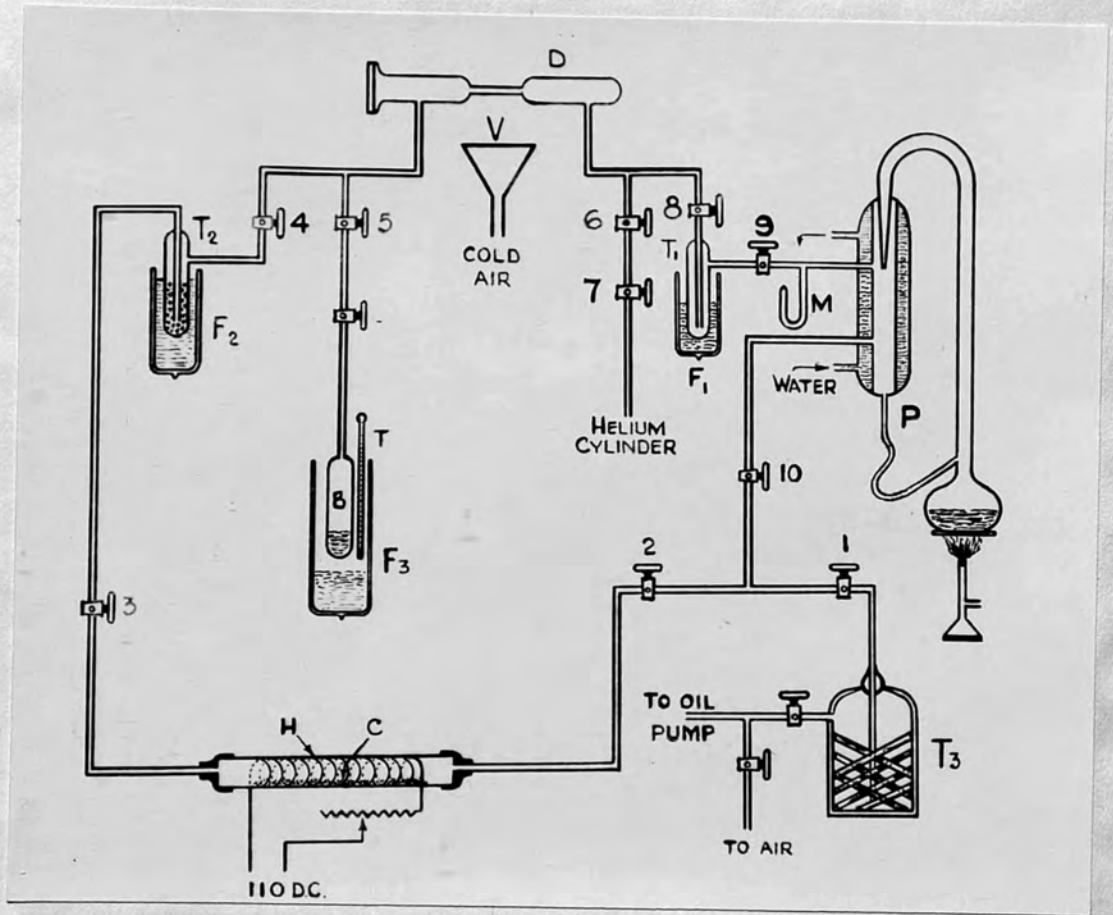 D
V
COLD
AIR
T2
4
5
6
7
8
T1
9
M
F2
F1
WATER
P
HELIUM
CYLINDER
T
B
F3
10
2
1
3
H
C
TO OIL
PUMP
T3
TO AIR
110 D.C.